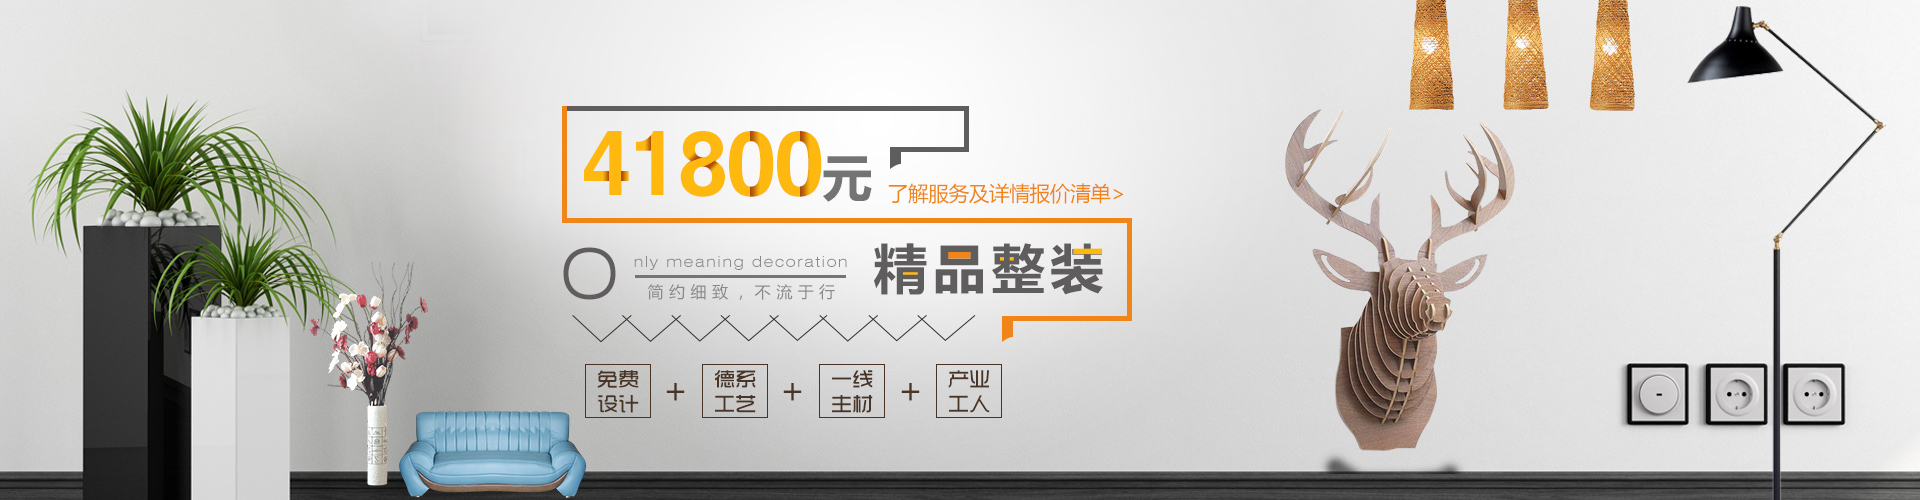 41800元
了解服务及详情报价清单>
Only meaning decoration
简约细致，不流于行
精品整装
免费
设计
+
德系
工艺
+
一线
主材
+
产业
工人